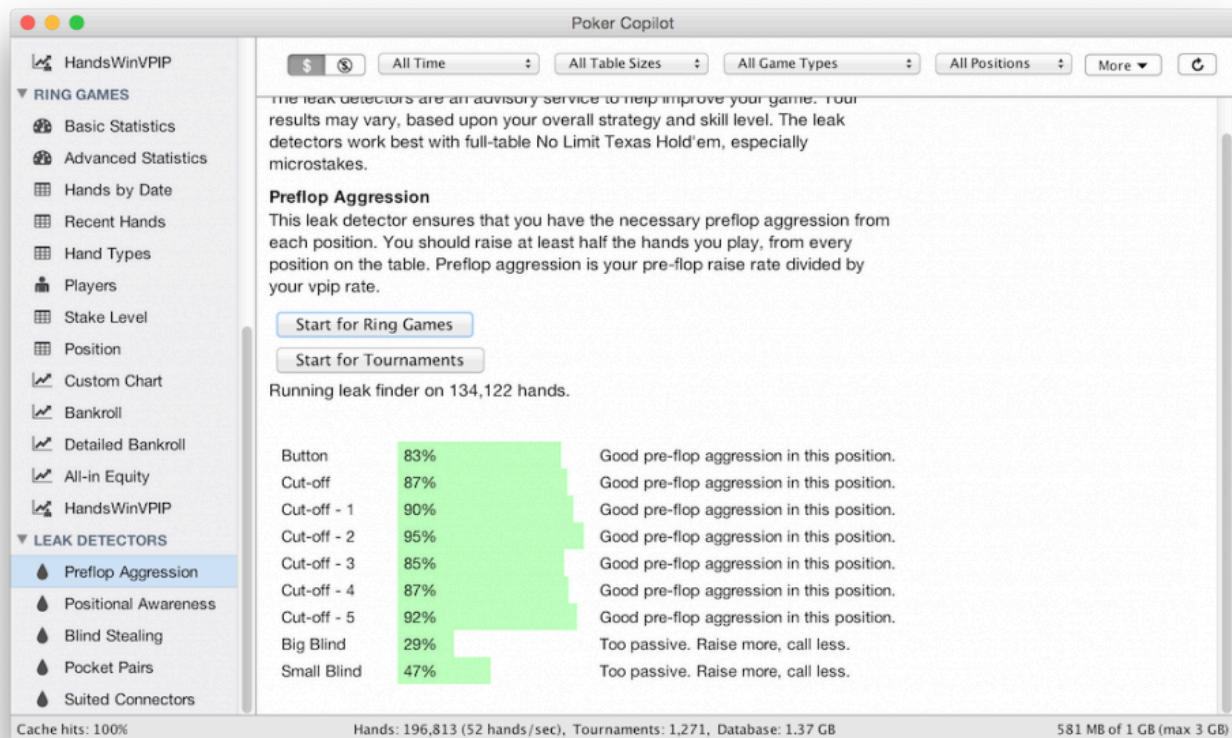 Poker Copilot
HandsWinVPIP
RING GAMES
Basic Statistics
Advanced Statistics
Hands by Date
Recent Hands
Hand Types
Players
Stake Level
Position
Custom Chart
Bankroll
Detailed Bankroll
All-in Equity
HandsWinVPIP
LEAK DETECTORS
Preflop Aggression
Positional Awareness
Blind Stealing
Pocket Pairs
Suited Connectors
$ $ All Time All Table Sizes All Game Types All Positions More
The leak detectors are an advisory service to help improve your game. Your
results may vary, based upon your overall strategy and skill level. The leak
detectors work best with full-table No Limit Texas Hold'em, especially
microstakes.
Preflop Aggression
This leak detector ensures that you have the necessary preflop aggression from
each position. You should raise at least half the hands you play, from every
position on the table. Preflop aggression is your pre-flop raise rate divided by
your vpip rate.
Start for Ring Games
Start for Tournaments
Running leak finder on 134,122 hands.
Button 83% Good pre-flop aggression in this position.
Cut-off 87% Good pre-flop aggression in this position.
Cut-off - 1 90% Good pre-flop aggression in this position.
Cut-off - 2 95% Good pre-flop aggression in this position.
Cut-off - 3 85% Good pre-flop aggression in this position.
Cut-off - 4 87% Good pre-flop aggression in this position.
Cut-off - 5 92% Good pre-flop aggression in this position.
Big Blind 29% Too passive. Raise more, call less.
Small Blind 47% Too passive. Raise more, call less.
Cache hits: 100% Hands: 196,813 (52 hands/sec), Tournaments: 1,271, Database: 1.37 GB 581 MB of 1 GB (max 3 GB)